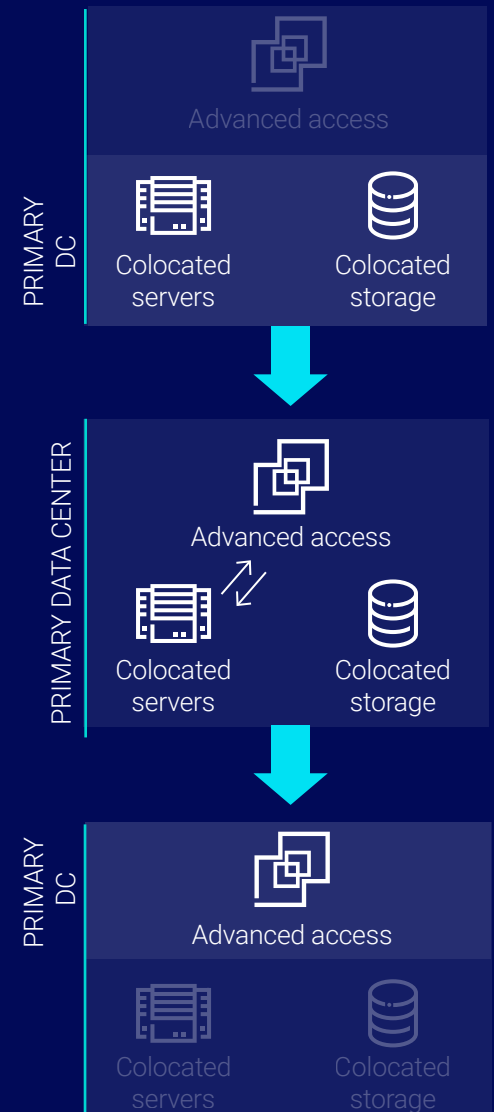 PRIMARY
DC
Advanced access
Colocated
servers
Colocated
storage
PRIMARY DATA CENTER
Advanced access
Colocated
servers
Colocated
storage
PRIMARY
DC
Advanced access
Colocated
servers
Colocated
storage